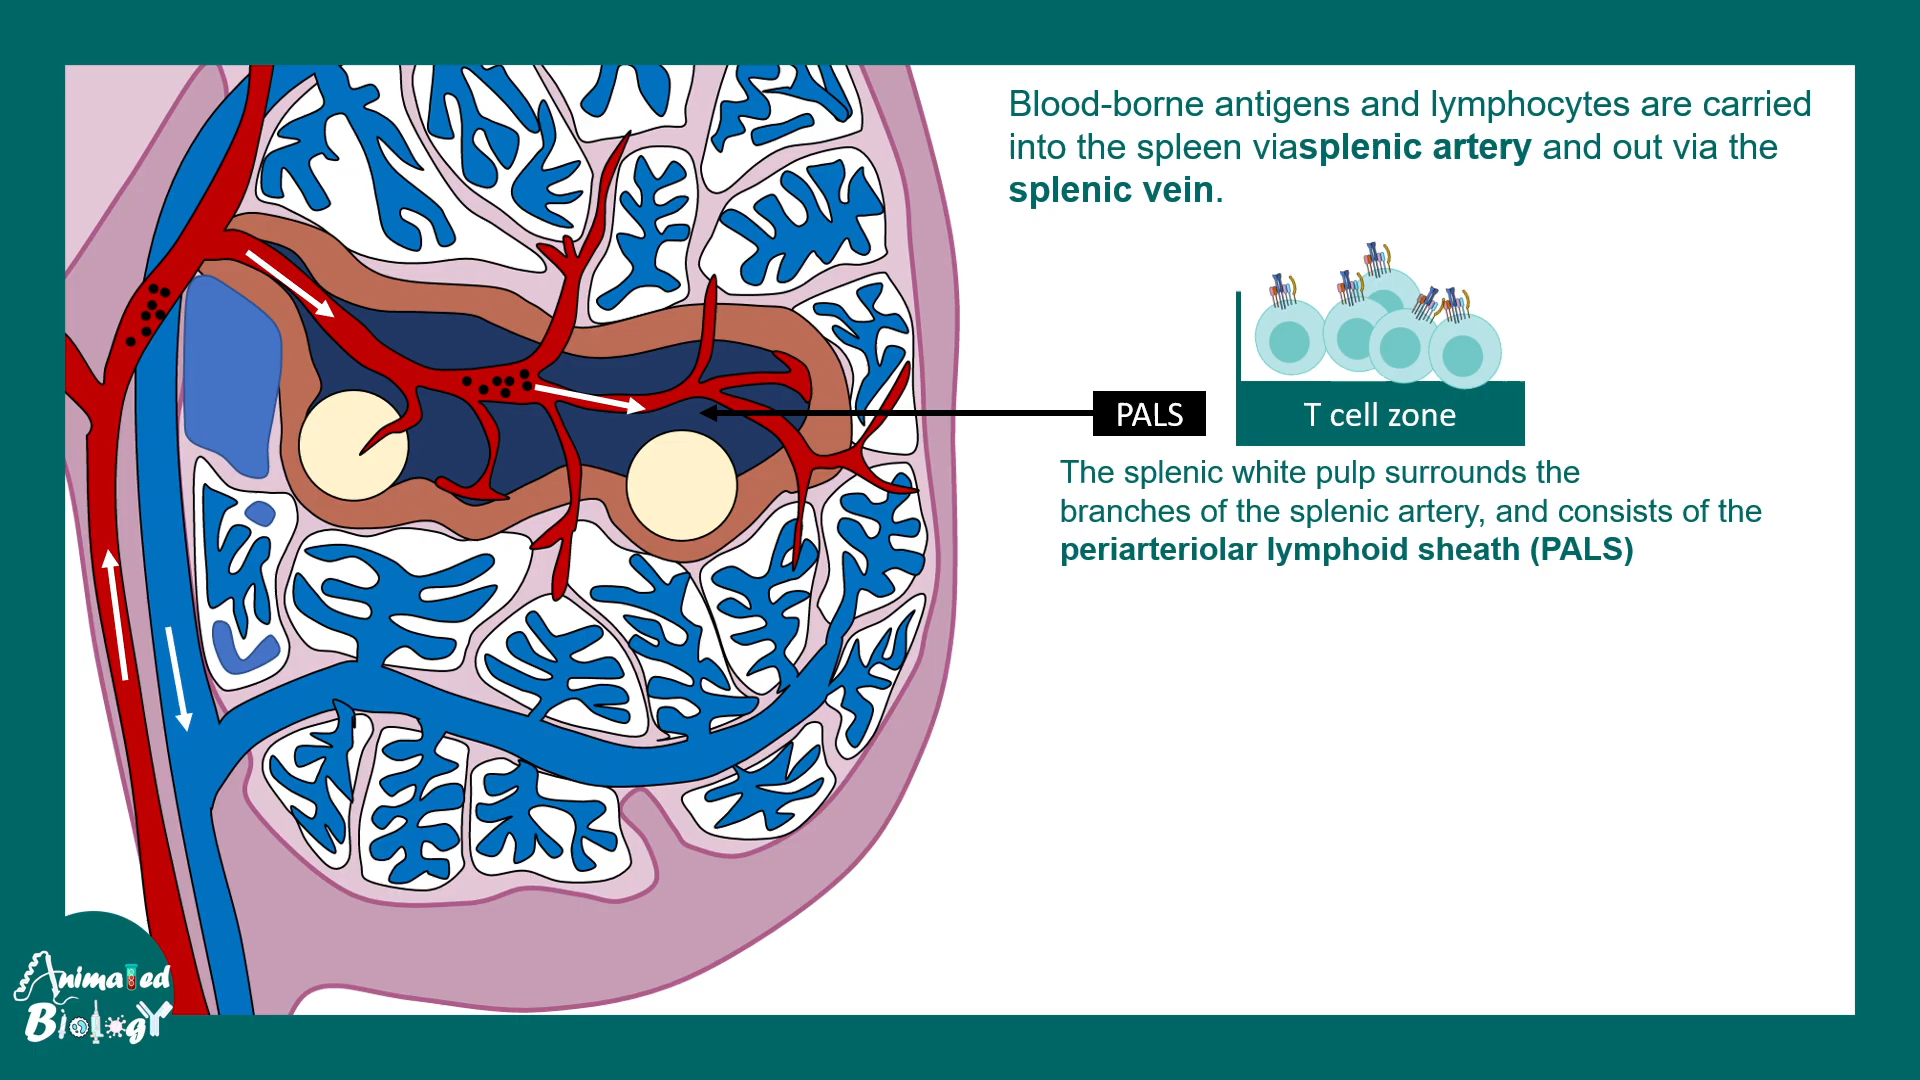 Blood-borne antigens and lymphocytes are carried
into the spleen viasplenic artery and out via the
splenic vein.
PALS
T cell zone
The splenic white pulp surrounds the
branches of the splenic artery, and consists of the
periarteriolar lymphoid sheath (PALS)
Animated
Biology